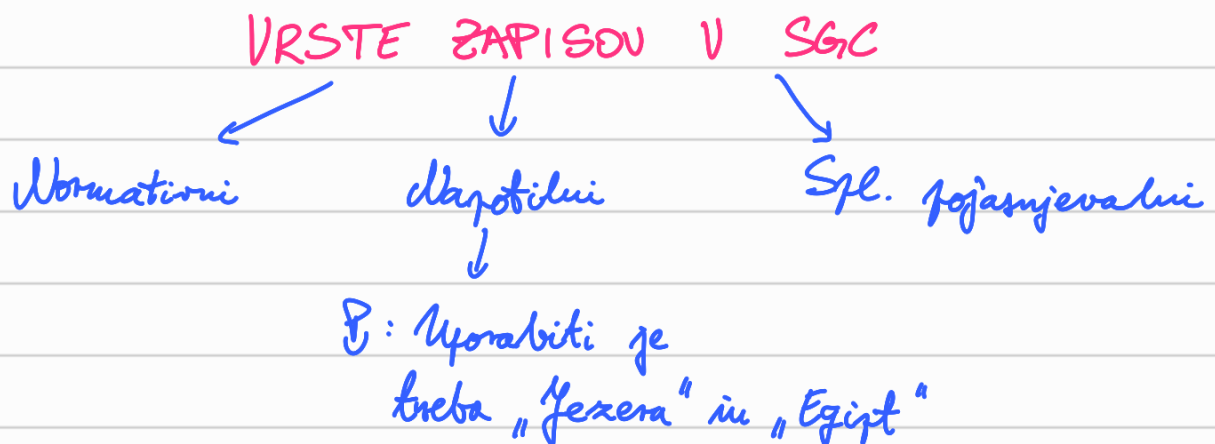 VRSTE ZAPISOV V SGC
Normativni Napotilni Spl. pojasnjevalni
P: Uporabiti je
treba „Jezera" in „Egipt"